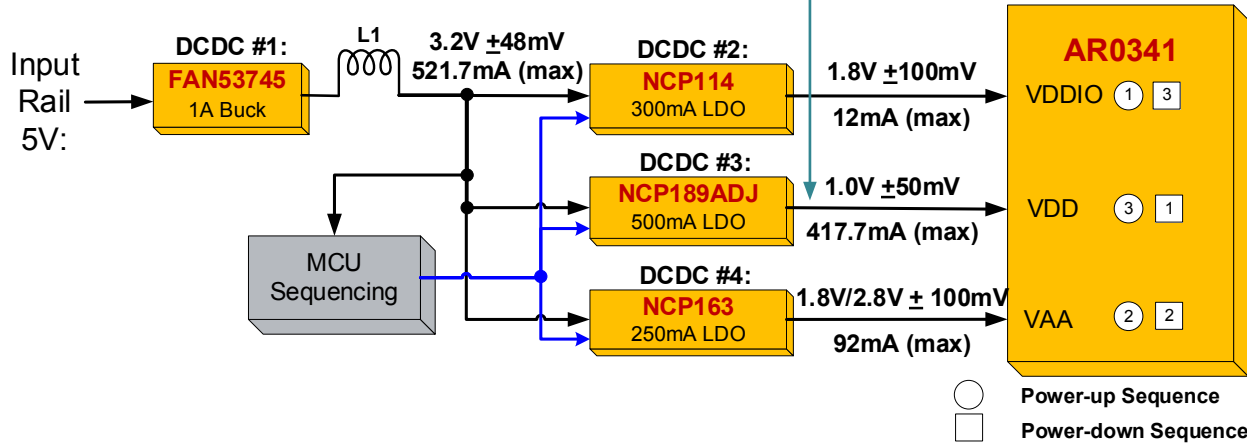 Input
Rail
5V:
DCDC #1:
FAN53745
1A Buck
L1
3.2V ±48mV
521.7mA (max)
MCU
Sequencing
DCDC #2:
NCP114
300mA LDO
1.8V ±100mV
12mA (max)
DCDC #3:
NCP189ADJ
500mA LDO
1.0V ±50mV
417.7mA (max)
DCDC #4:
NCP163
250mA LDO
1.8V/2.8V ± 100mV
92mA (max)
AR0341
VDDIO 1 3
VDD 3 1
VAA 2 2
Power-up Sequence
Power-down Sequence